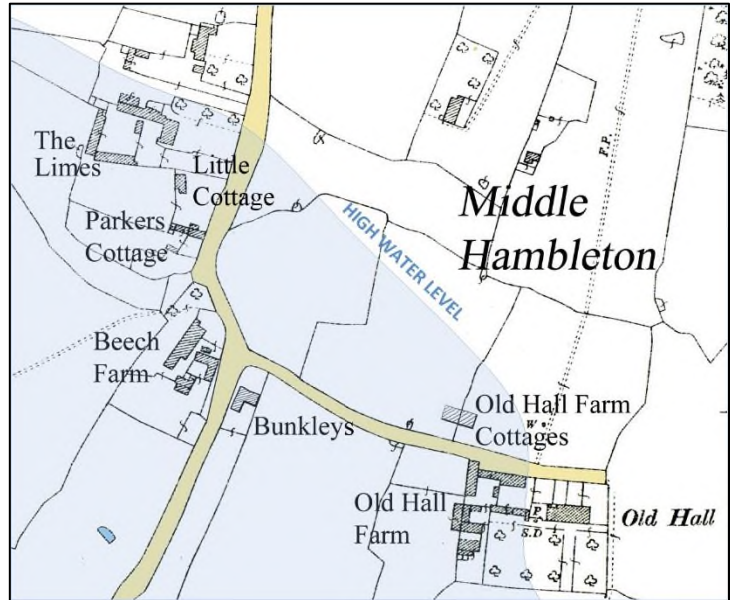 The
Limes
Little
Cottage
Parkers
Cottage
HIGH WATER LEVEL
Middle
Hambleton
F.P.
Beech
Farm
Bunkleys
Old Hall Farm
Cottages
W
Old Hall
Farm
P.
S.D
Old Hall